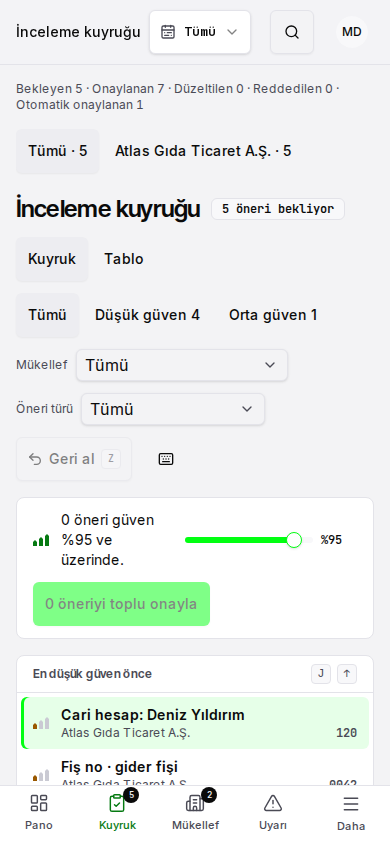 İnceleme kuyruğu
Tümü
MD
Bekleyen 5 · Onaylanan 7 · Düzeltilen 0 · Reddedilen 0 ·
Otomatik onaylanan 1
Tümü · 5
Atlas Gıda Ticaret A.Ş. · 5
İnceleme kuyruğu
5 öneri bekliyor
Kuyruk
Tablo
Tümü
Düşük güven 4
Orta güven 1
Mükellef
Tümü
Öneri türü
Tümü
Geri al
Z
0 öneri güven
%95 ve
üzerinde.
%95
0 öneriyi toplu onayla
En düşük güven önce
J
↑
Cari hesap: Deniz Yıldırım
Atlas Gıda Ticaret A.Ş.
120
Fiş no · gider fişi
Atlas Gıda Ticaret A.Ş.
0042
5
2
Pano
Kuyruk
Mükellef
Uyarı
Daha